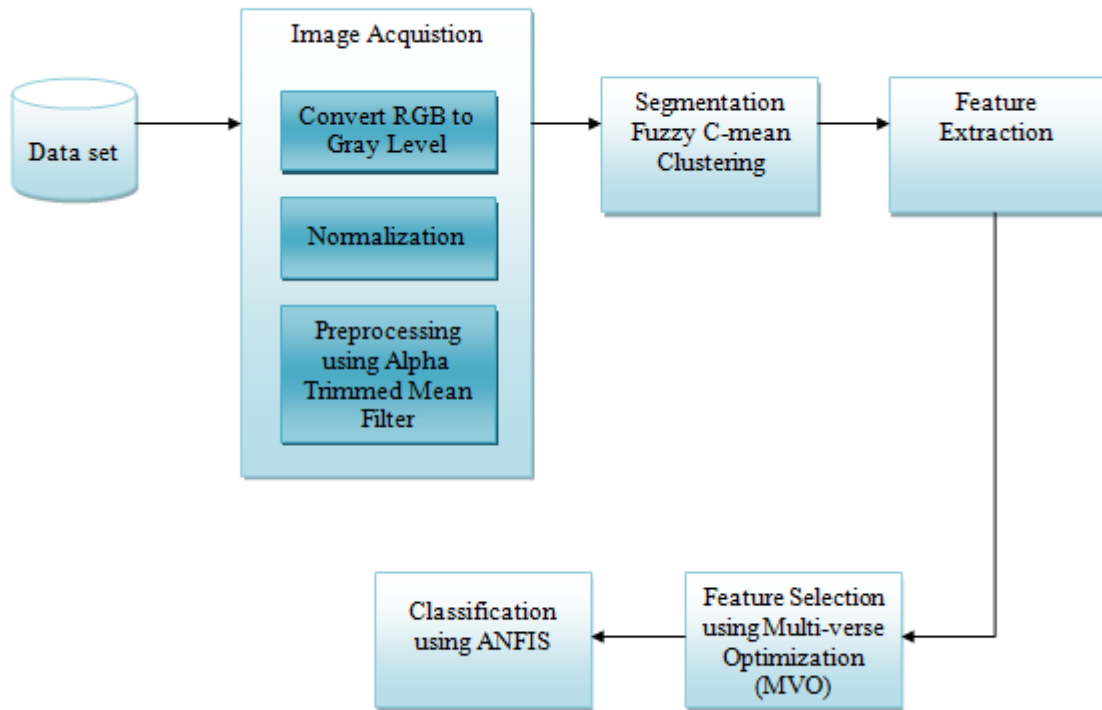 Data set
Image Acquistion
Convert RGB to
Gray Level
Normalization
Preprocessing
using Alpha
Trimmed Mean
Filter
Segmentation
Fuzzy C-mean
Clustering
Feature
Extraction
Feature Selection
using Multi-verse
Optimization
(MVO)
Classification
using ANFIS